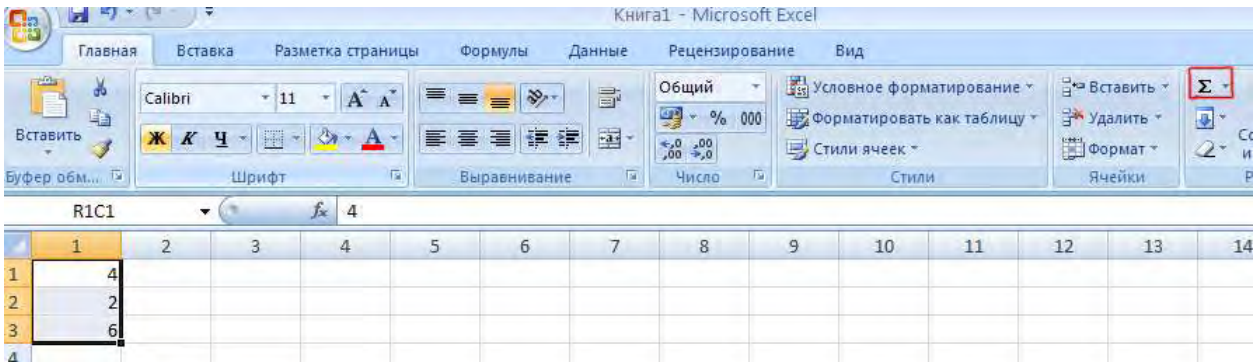 Книга1 - Microsoft Excel
Главная Вставка Разметка страницы Формулы Данные Рецензирование Вид
Calibri 11 А А Общий Условное форматирование Вставить Σ
Вставить Ж К Ч А % 000 Форматировать как таблицу Удалить
Стили ячеек Формат
Буфер обм... Шрифт Выравнивание Число Стили Ячейки
R1C1 fx 4
1 2 3 4 5 6 7 8 9 10 11 12 13 14
1 4
2 2
3 6
4